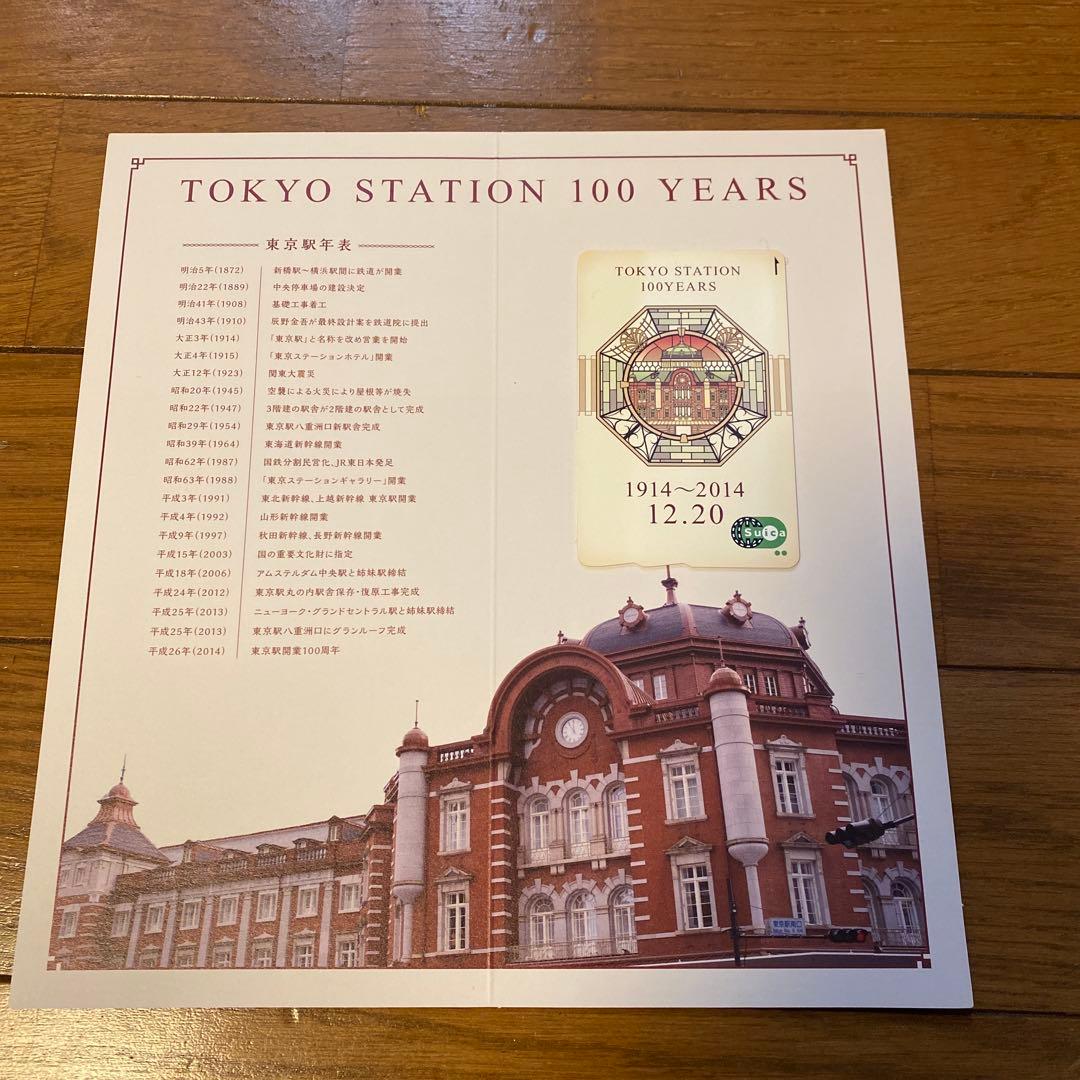 TOKYO STATION 100 YEARS
東京駅年表
明治5年(1872) 新橋駅〜横浜駅間に鉄道が開業
明治22年(1889) 中央停車場の建設決定
明治41年(1908) 基礎工事着工
明治43年(1910) 辰野金吾が最終設計案を鉄道院に提出
大正3年(1914) 「東京駅」と名称を改め営業を開始
大正4年(1915) 「東京ステーションホテル」開業
大正12年(1923) 関東大震災
昭和20年(1945) 空襲による火災により屋根等が焼失
昭和22年(1947) 3階建の駅舎が2階建の駅舎として完成
昭和29年(1954) 東京駅八重洲口新駅舎完成
昭和39年(1964) 東海道新幹線開業
昭和62年(1987) 国鉄分割民営化、JR東日本発足
昭和63年(1988) 「東京ステーションギャラリー」開業
平成3年(1991) 東北新幹線、上越新幹線 東京駅開業
平成4年(1992) 山形新幹線開業
平成9年(1997) 秋田新幹線、長野新幹線開業
平成15年(2003) 国の重要文化財に指定
平成18年(2006) アムステルダム中央駅と姉妹駅締結
平成24年(2012) 東京駅丸の内駅舎保存・復原工事完成
平成25年(2013) ニューヨーク・グランドセントラル駅と姉妹駅締結
平成25年(2013) 東京駅八重洲口にグランルーフ完成
平成26年(2014) 東京駅開業100周年
TOKYO STATION
100YEARS
1914〜2014
12.20
Suica
東京駅南口